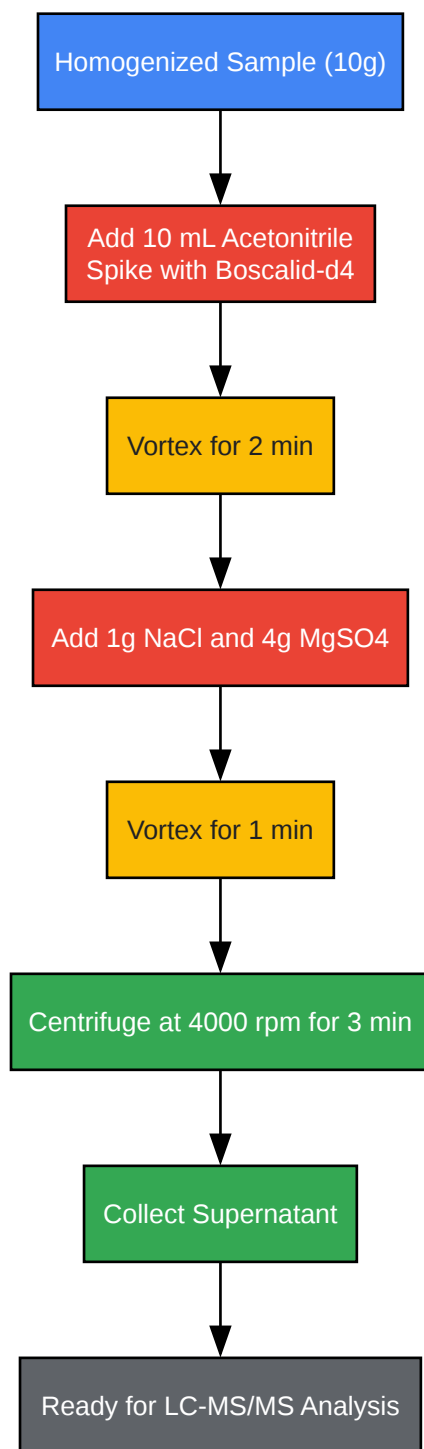 Homogenized Sample (10g)
Add 10 mL Acetonitrile
Spike with Boscalid-d4
Vortex for 2 min
Add 1g NaCl and 4g MgSO4
Vortex for 1 min
Centrifuge at 4000 rpm for 3 min
Collect Supernatant
Ready for LC-MS/MS Analysis